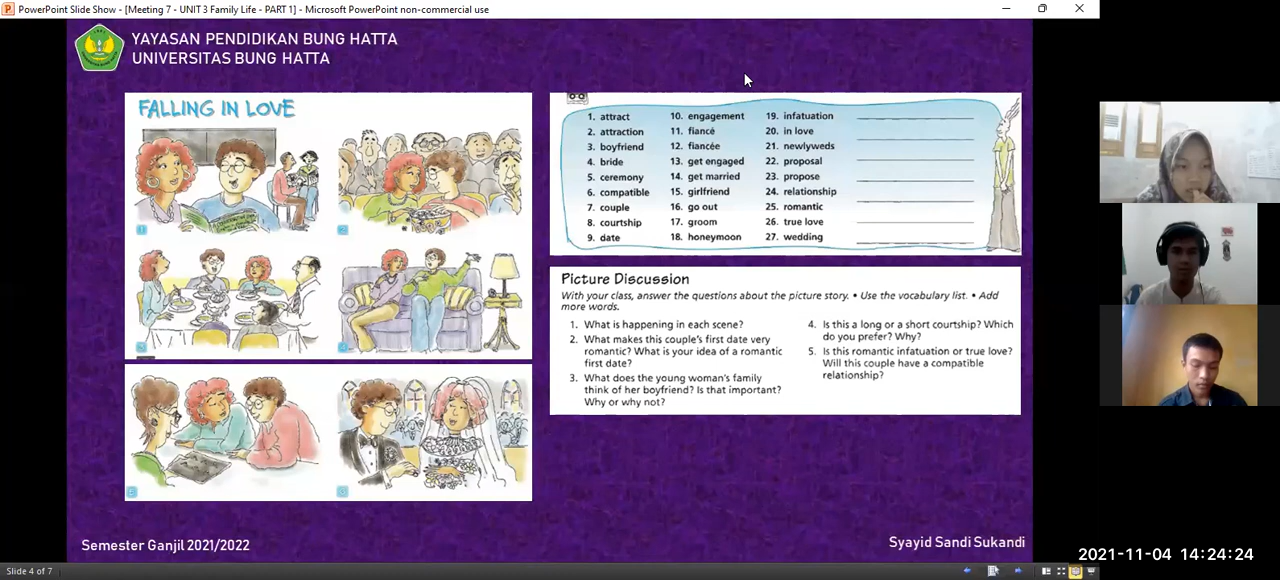 PowerPoint Slide Show - [Meeting 7 - UNIT 3 Family Life - PART 1] - Microsoft PowerPoint non-commercial use
YAYASAN PENDIDIKAN BUNG HATTA
UNIVERSITAS BUNG HATTA
FALLING IN LOVE
1
2
3
4
5
6
1. attract
2. attraction
3. boyfriend
4. bride
5. ceremony
6. compatible
7. couple
8. courtship
9. date
10. engagement
11. fiancé
12. fiancée
13. get engaged
14. get married
15. girlfriend
16. go out
17. groom
18. honeymoon
19. infatuation
20. in love
21. newlyweds
22. proposal
23. propose
24. relationship
25. romantic
26. true love
27. wedding
Picture Discussion
With your class, answer the questions about the picture story. • Use the vocabulary list. • Add
more words.
1. What is happening in each scene?
2. What makes this couple's first date very
romantic? What is your idea of a romantic
first date?
3. What does the young woman's family
think of her boyfriend? Is that important?
Why or why not?
4. Is this a long or a short courtship? Which
do you prefer? Why?
5. Is this romantic infatuation or true love?
Will this couple have a compatible
relationship?
Semester Ganjil 2021/2022
Syayid Sandi Sukandi
2021-11-04 14:24:24
Slide 4 of 7